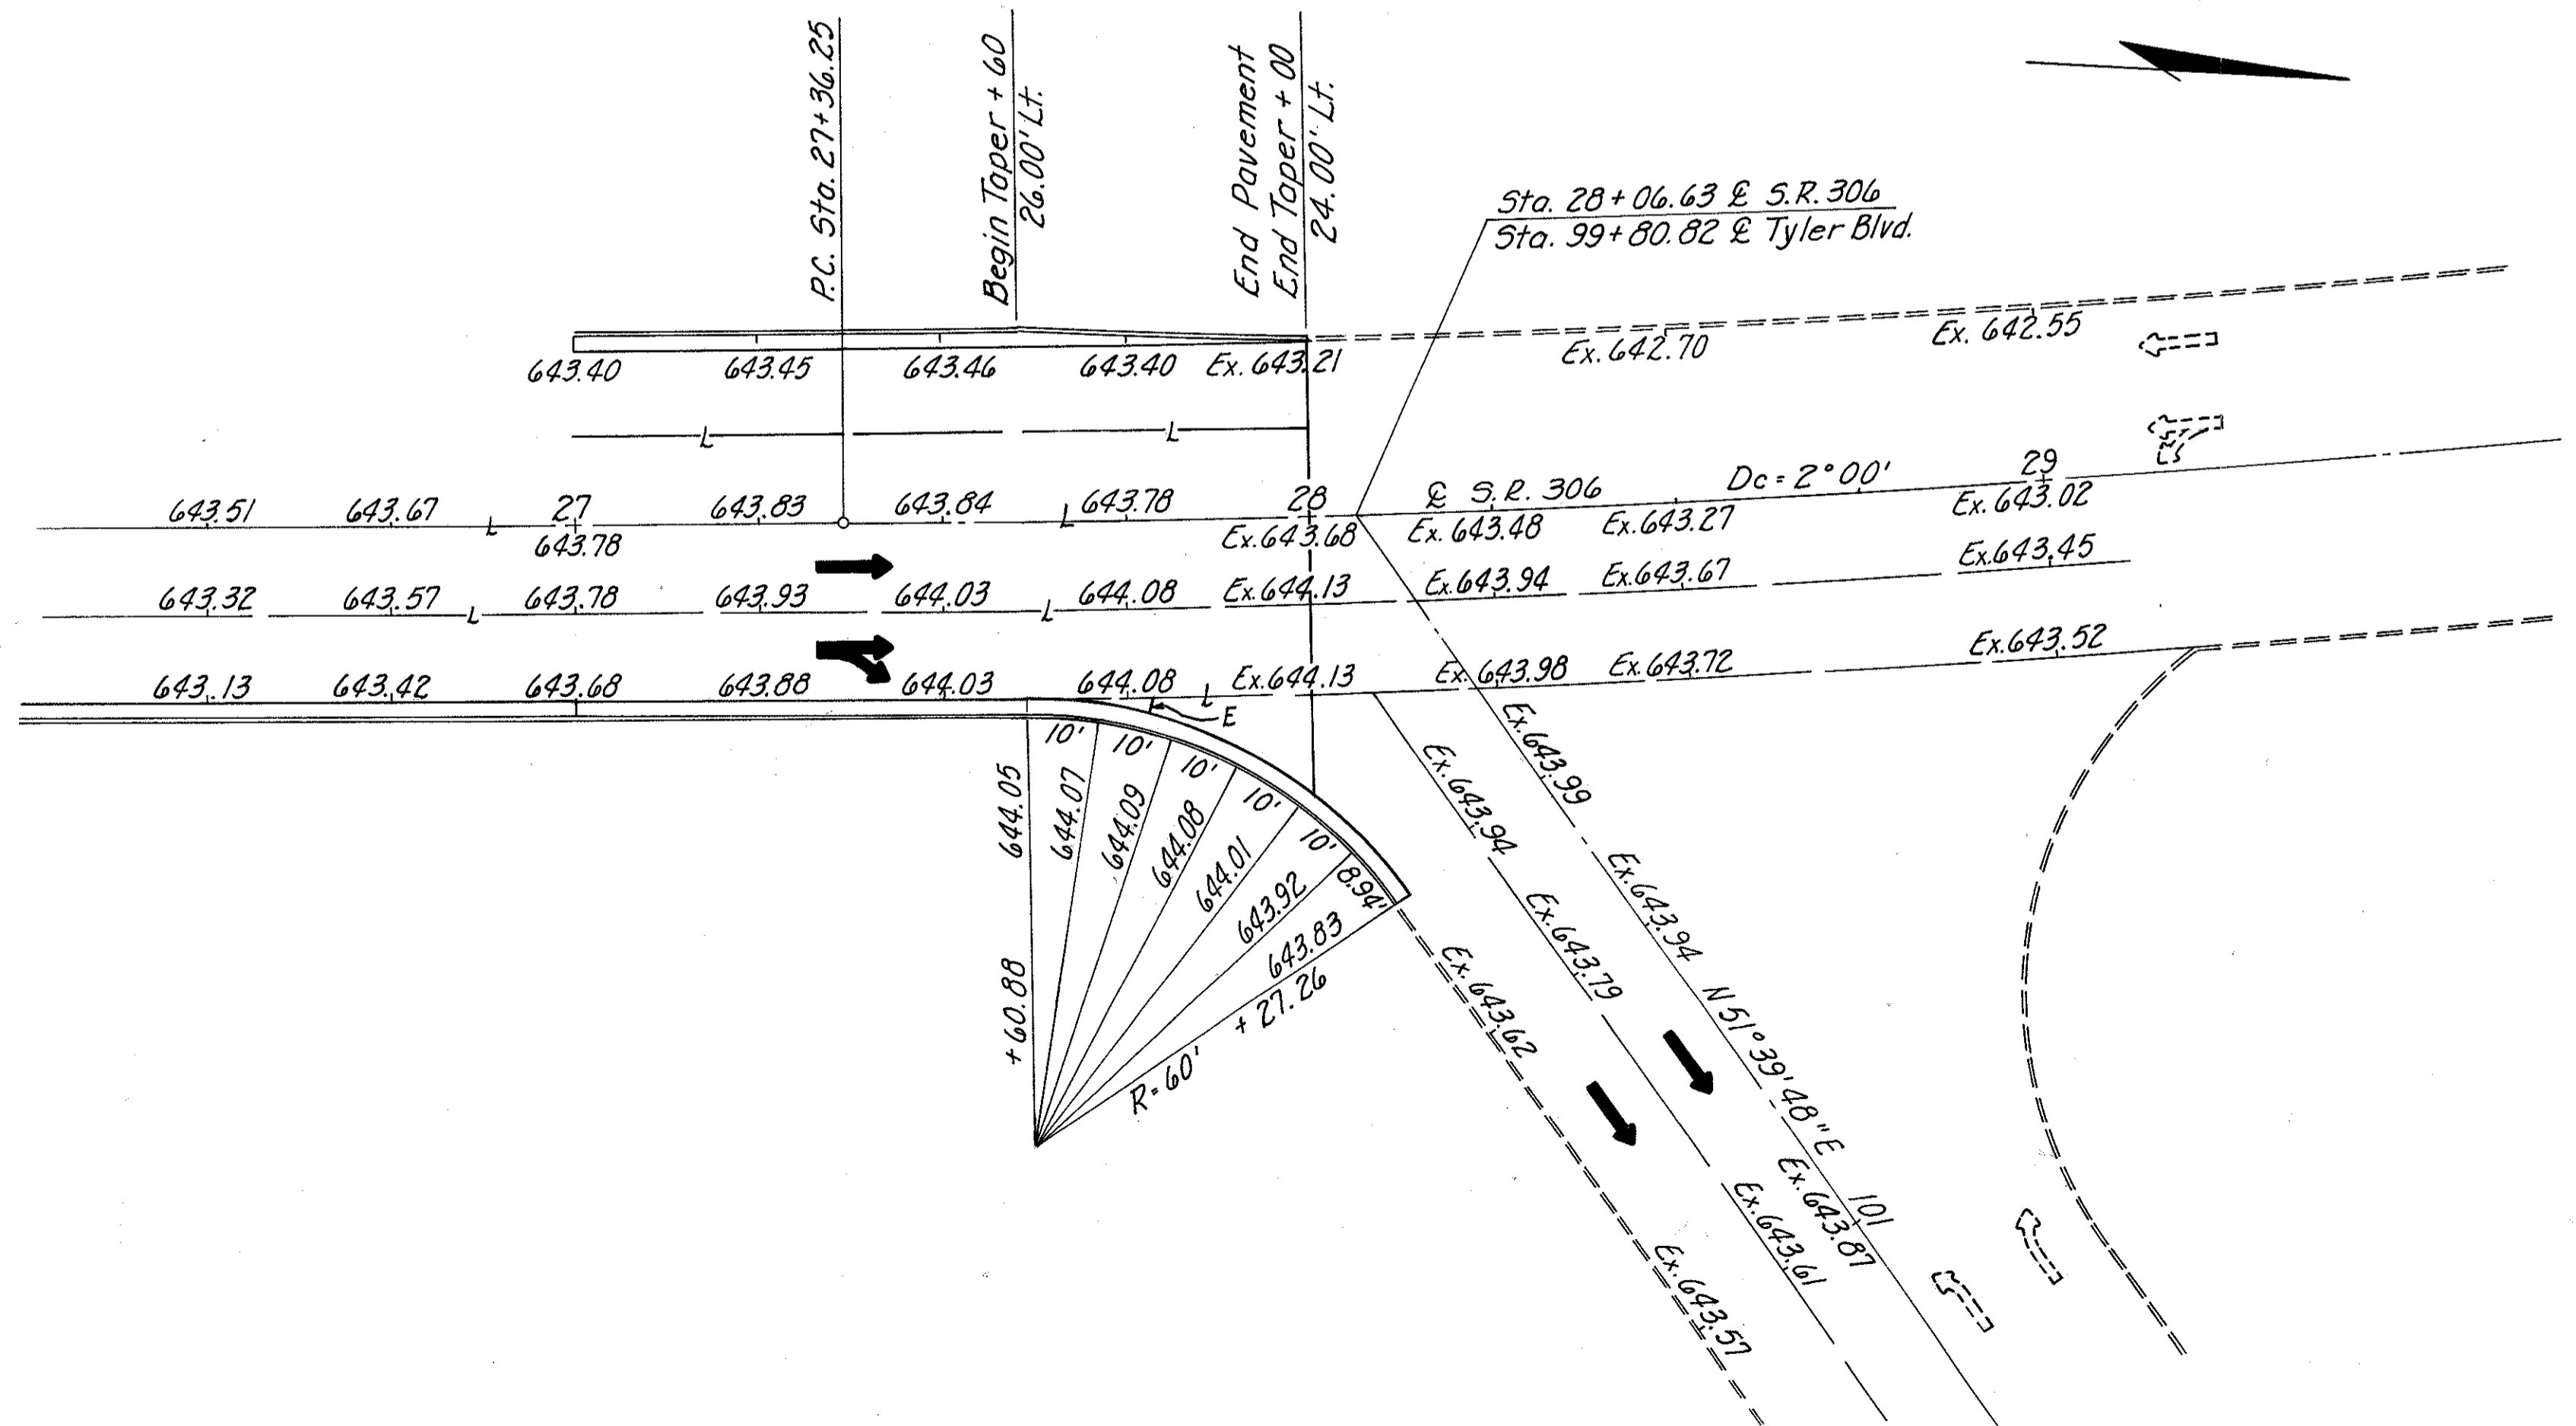 P.C. Sta. 27+36.25
Begin Taper + 60
26.00' Lt.
End Pavement
End Taper + 00
24.00' Lt.
Sta. 28+06.63 ℄ S.R. 306
Sta. 99+80.82 ℄ Tyler Blvd.
643.40 643.45 643.46 643.40 Ex. 643.21 Ex. 642.70 Ex. 642.55
L L
643.51 643.67 L 27 643.83 643.84 L 643.78 28 ℄ S.R. 306 Dc = 2°00' 29
643.78 Ex. 643.68 Ex. 643.48 Ex. 643.27 Ex. 643.02
643.32 643.57 L 643.78 643.93 644.03 L 644.08 Ex. 644.13 Ex. 643.94 Ex. 643.67 Ex. 643.45
643.13 643.42 643.68 643.88 644.03 644.08 L Ex. 644.13 Ex. 643.98 Ex. 643.72 Ex. 643.52
E
10' 10' 10' 10' 10' 8.94'
644.05
644.07
644.09
644.08
644.01
643.92
643.83
+60.88
+ 27.26
R=60'
Ex. 643.99
Ex. 643.94
N 51°39'48"E
101
Ex. 643.87
Ex. 643.94
Ex. 643.79
Ex. 643.61
Ex. 643.62
Ex. 643.57